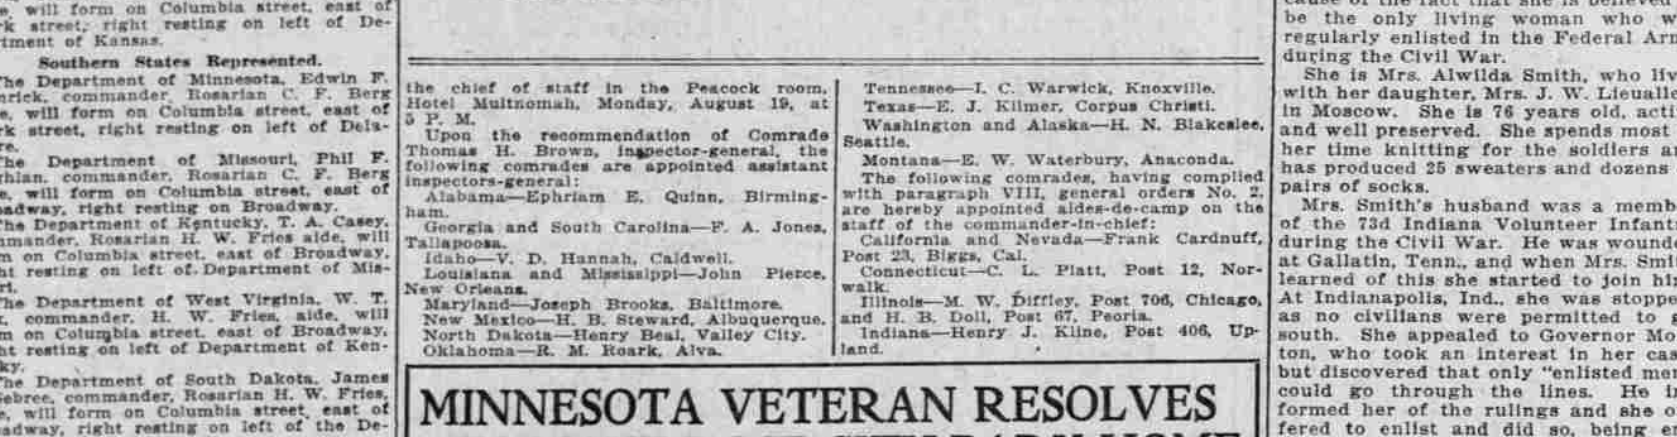 will form on Columbia street, east of
street, right resting on left of De-
of Kansas.
Southern States Represented.
The Department of Minnesota, Edwin F.
commander, Rosarian C. F. Berg
will form on Columbia street, east of
street, right resting on left of Dela-
The Department of Missouri, Phil F.
commander, Rosarian C. F. Berg
will form on Columbia street, east of
right resting on Broadway.
The Department of Kentucky, T. A. Casey,
Rosarian H. W. Fries aide, will
on Columbia street, east of Broadway,
resting on left of Department of Mis-
The Department of West Virginia, W. T.
commander, H. W. Fries, aide, will
on Columbia street, east of Broadway,
resting on left of Department of Ken-
The Department of South Dakota, James
commander, Rosarian H. W. Fries,
will form on Columbia street, east of
right resting on left of the De-
the chief of staff in the Peacock room,
Hotel Multnomah, Monday, August 19, at
5 P. M.
Upon the recommendation of Comrade
Thomas H. Brown, inspector-general, the
following comrades are appointed assistant
inspectors-general:
Alabama—Ephriam E. Quinn, Birming-
ham.
Georgia and South Carolina—F. A. Jones,
Tallapoosa.
Idaho—V. D. Hannah, Caldwell.
Louisiana and Mississippi—John Pierce,
New Orleans.
Maryland—Joseph Brooks, Baltimore.
New Mexico—H. B. Steward, Albuquerque.
North Dakota—Henry Beal, Valley City.
Oklahoma—R. M. Roark, Alva.
Tennessee—I. C. Warwick, Knoxville.
Texas—E. J. Kilmer, Corpus Christi.
Washington and Alaska—H. N. Blakeslee,
Seattle.
Montana—E. W. Waterbury, Anaconda.
The following comrades, having complied
with paragraph VIII, general orders No. 2,
are hereby appointed aides-de-camp on the
staff of the commander-in-chief:
California and Nevada—Frank Cardnuff,
Post 23, Biggs, Cal.
Connecticut—C. L. Platt, Post 12, Nor-
walk.
Illinois—M. W. Diffley, Post 706, Chicago,
and H. B. Doll, Post 67, Peoria.
Indiana—Henry J. Kline, Post 406, Up-
land.
MINNESOTA VETERAN RESOLVES
be the only living woman who
regularly enlisted in the Federal
during the Civil War.
She is Mrs. Alwilda Smith, who
with her daughter, Mrs. J. W.
in Moscow. She is 76 years old,
and well preserved. She spends most
her time knitting for the soldiers
has produced 25 sweaters and dozens
pairs of socks.
Mrs. Smith's husband was a
of the 73d Indiana Volunteer
during the Civil War. He was
at Gallatin, Tenn., and when Mrs.
learned of this she started to join
At Indianapolis, Ind., she was
as no civilians were permitted to
south. She appealed to Governor
ton, who took an interest in her
but discovered that only "enlisted
could go through the lines. He
formed her of the rulings and she
fered to enlist and did so, being